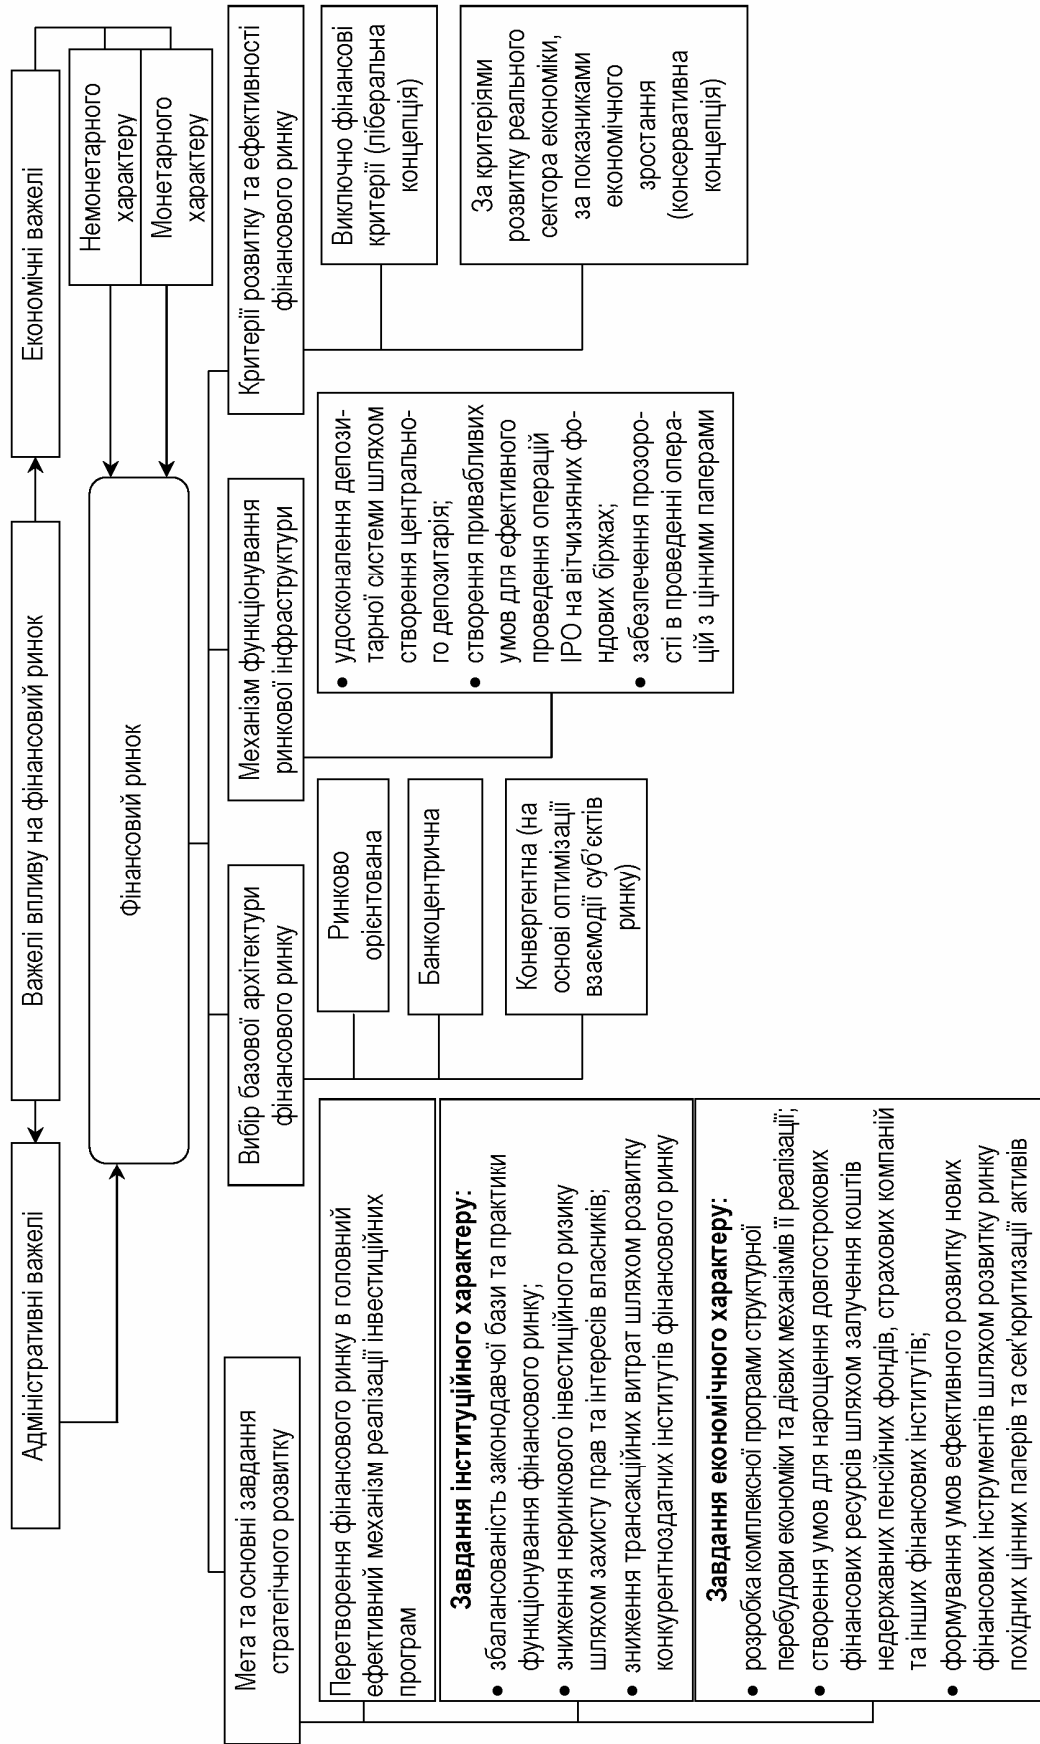 Адміністративні важелі
Важелі впливу на фінансовий ринок
Економічні важелі
Немонетарного
характеру
Монетарного
характеру
Фінансовий ринок
Мета та основні завдання
стратегічного розвитку
Вибір базової архітектури
фінансового ринку
Механізм функціонування
ринкової інфраструктури
Критерії розвитку та ефективності
фінансового ринку
Перетворення фінансового ринку в головний
ефективний механізм реалізації інвестиційних
програм
Завдання інституційного характеру:
• збалансованість законодавчої бази та практики
функціонування фінансового ринку;
• зниження неринкового інвестиційного ризику
шляхом захисту прав та інтересів власників;
• зниження трансакційних витрат шляхом розвитку
конкурентноздатних інститутів фінансового ринку
Завдання економічного характеру:
• розробка комплексної програми структурної
перебудови економіки та дієвих механізмів її реалізації;
• створення умов для нарощення довгострокових
фінансових ресурсів шляхом залучення коштів
недержавних пенсійних фондів, страхових компаній
та інших фінансових інститутів;
• формування умов ефективного розвитку нових
фінансових інструментів шляхом розвитку ринку
похідних цінних паперів та сек’юритизації активів
Ринково
орієнтована
Банкоцентрична
Конвергентна (на
основі оптимізації
взаємодії суб’єктів
ринку)
• удосконалення депози-
тарної системи шляхом
створення центрально-
го депозитарія;
• створення привабливих
умов для ефективного
проведення операцій
ІРО на вітчизняних фо-
ндових біржах;
• забезпечення прозоро-
сті в проведенні опера-
цій з цінними паперами
Виключно фінансові
критерії (ліберальна
концепція)
За критеріями
розвитку реального
сектора економіки,
за показниками
економічного
зростання
(консервативна
концепція)